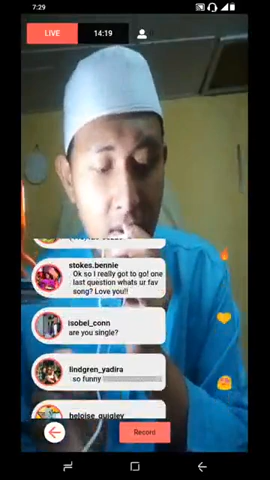 7:29
LIVE
14:19
stokes.bennie
Ok so I really got to go! one
last question whats ur fav
song? Love you!!
isobel_conn
are you single?
lindgren_yadira
so funny
heloise_quigley
Record